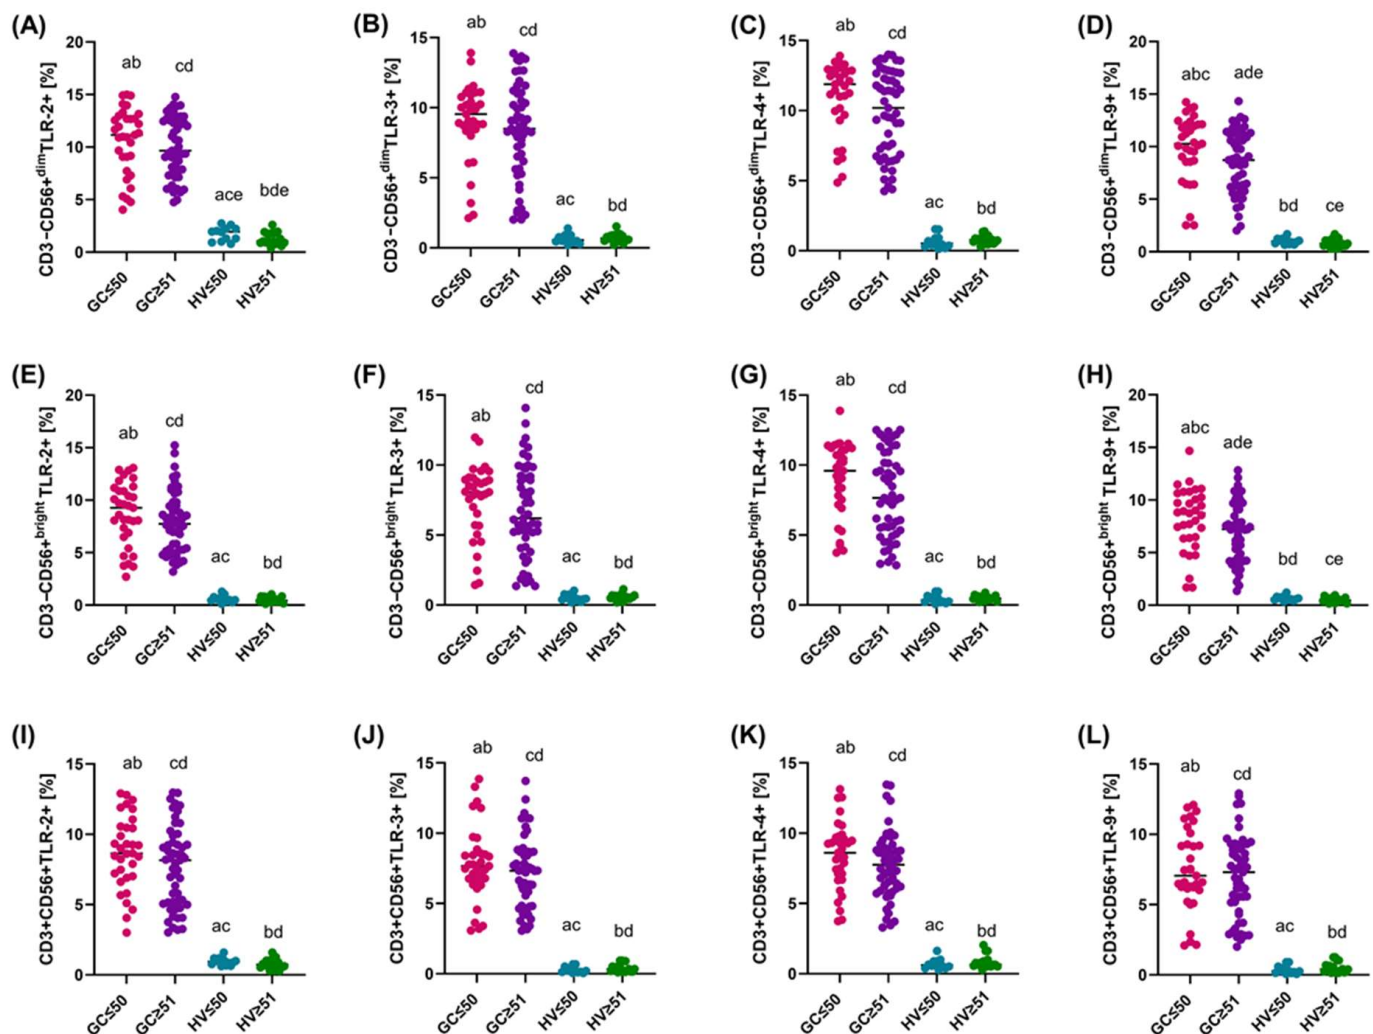 (A)
CD3−CD56+dimTLR-2+ [%]
20
15
10
5
0
ab
cd
ace
bde
GC≤50
GC≥51
HV≤50
HV≥51
(B)
CD3−CD56+dimTLR-3+ [%]
15
10
5
0
ab
cd
ac
bd
GC≤50
GC≥51
HV≤50
HV≥51
(C)
CD3−CD56+dimTLR-4+ [%]
15
10
5
0
ab
cd
ac
bd
GC≤50
GC≥51
HV≤50
HV≥51
(D)
CD3−CD56+dimTLR-9+ [%]
20
15
10
5
0
abc
ade
bd
ce
GC≤50
GC≥51
HV≤50
HV≥51
(E)
CD3−CD56+brightTLR-2+ [%]
20
15
10
5
0
ab
cd
ac
bd
GC≤50
GC≥51
HV≤50
HV≥51
(F)
CD3−CD56+bright TLR-3+ [%]
15
10
5
0
ab
cd
ac
bd
GC≤50
GC≥51
HV≤50
HV≥51
(G)
CD3−CD56+bright TLR-4+ [%]
15
10
5
0
ab
cd
ac
bd
GC≤50
GC≥51
HV≤50
HV≥51
(H)
CD3−CD56+bright TLR-9+ [%]
20
15
10
5
0
abc
ade
bd
ce
GC≤50
GC≥51
HV≤50
HV≥51
(I)
CD3+CD56+TLR-2+ [%]
15
10
5
0
ab
cd
ac
bd
GC≤50
GC≥51
HV≤50
HV≥51
(J)
CD3+CD56+TLR-3+ [%]
15
10
5
0
ab
cd
ac
bd
GC≤50
GC≥51
HV≤50
HV≥51
(K)
CD3+CD56+TLR-4+ [%]
15
10
5
0
ab
cd
ac
bd
GC≤50
GC≥51
HV≤50
HV≥51
(L)
CD3+CD56+TLR-9+ [%]
15
10
5
0
ab
cd
ac
bd
GC≤50
GC≥51
HV≤50
HV≥51